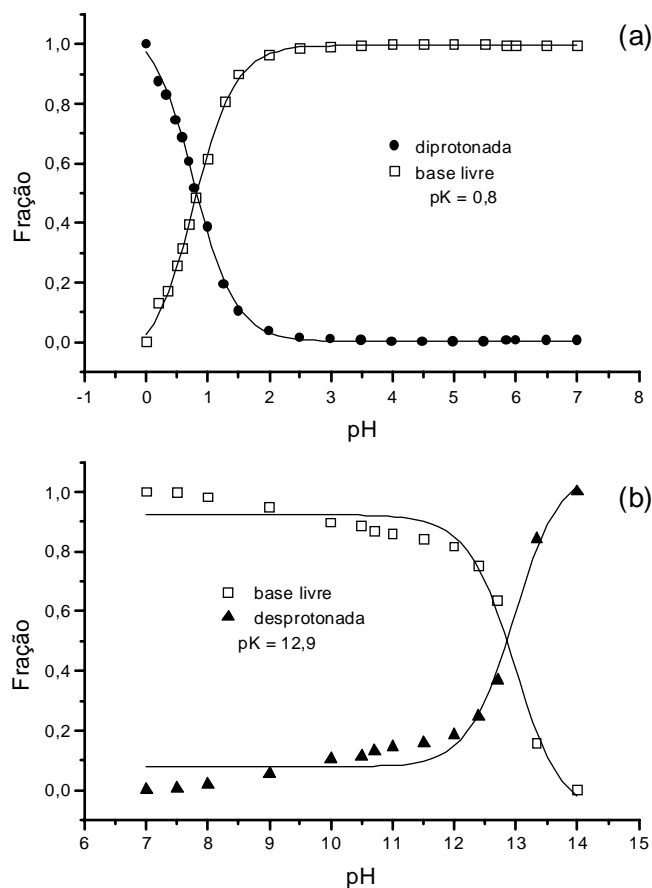 (a)
1,0
0,8
0,6
0,4
0,2
0,0
Fração
diprotonada
base livre
pK = 0,8
-1 0 1 2 3 4 5 6 7 8
pH
(b)
1,0
0,8
0,6
0,4
0,2
0,0
Fração
base livre
desprotonada
pK = 12,9
6 7 8 9 10 11 12 13 14 15
pH